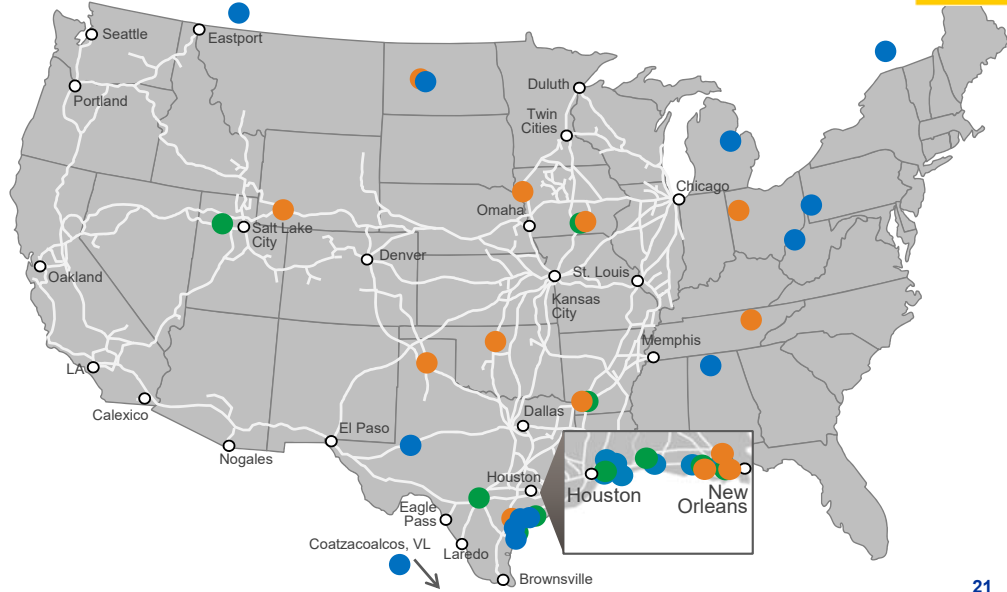 Seattle
Eastport
Portland
Duluth
Twin
Cities
Chicago
Omaha
Salt Lake
City
Denver
St. Louis
Oakland
Kansas
City
Memphis
LA
Calexico
Dallas
El Paso
Nogales
Houston
Houston
New
Orleans
Eagle
Pass
Coatzacoalcos, VL
Laredo
Brownsville
21